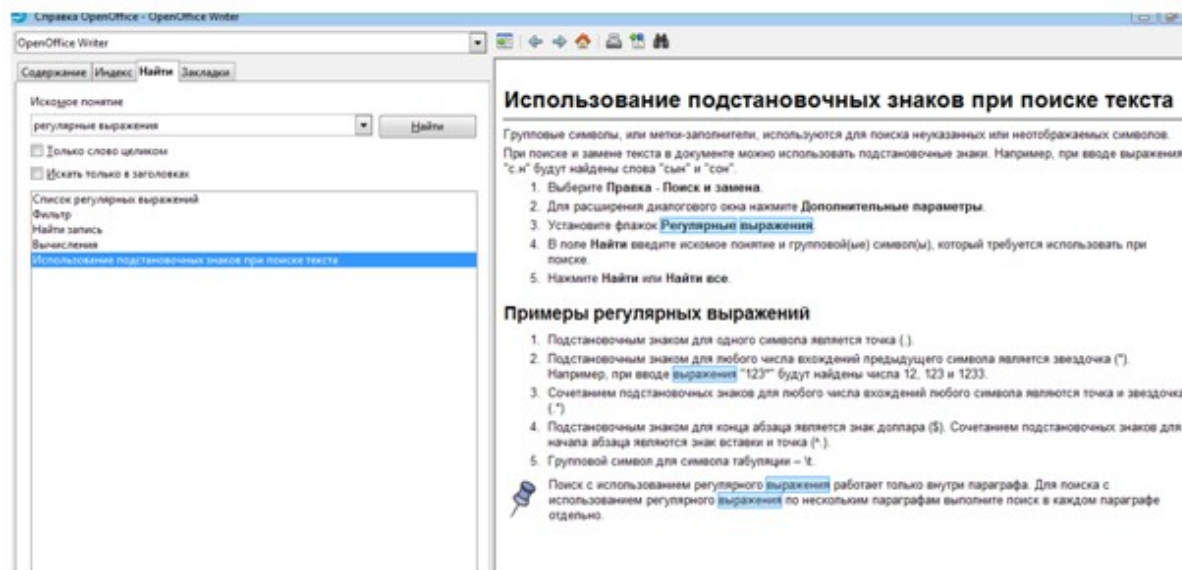 Справка OpenOffice - OpenOffice Writer
OpenOffice Writer
Содержание Индекс Найти Закладки
Искомое понятие
регулярные выражения
Найти
Только слово целиком
Искать только в заголовках
Список регулярных выражений
Фильтр
Найти запись
Вычисления
Использование подстановочных знаков при поиске текста
Использование подстановочных знаков при поиске текста
Групповые символы, или метки-заполнители, используются для поиска неуказанных или неотображаемых символов.
При поиске и замене текста в документе можно использовать подстановочные знаки. Например, при вводе выражения
"с.н" будут найдены слова "сын" и "сон".
1. Выберите Правка - Поиск и замена.
2. Для расширения диалогового окна нажмите Дополнительные параметры.
3. Установите флажок Регулярные выражения.
4. В поле Найти введите искомое понятие и групповой(ые) символ(ы), который требуется использовать при
поиске.
5. Нажмите Найти или Найти все.
Примеры регулярных выражений
1. Подстановочным знаком для одного символа является точка (.).
2. Подстановочным знаком для любого числа вхождений предыдущего символа является звездочка (*).
Например, при вводе выражения "123*" будут найдены числа 12, 123 и 1233.
3. Сочетанием подстановочных знаков для любого числа вхождений любого символа являются точка и звездочка
(.*)
4. Подстановочным знаком для конца абзаца является знак доллара ($). Сочетанием подстановочных знаков для
начала абзаца являются знак вставки и точка (^.).
5. Групповой символ для символа табуляции – \t.
Поиск с использованием регулярного выражения работает только внутри параграфа. Для поиска с
использованием регулярного выражения по нескольким параграфам выполните поиск в каждом параграфе
отдельно.